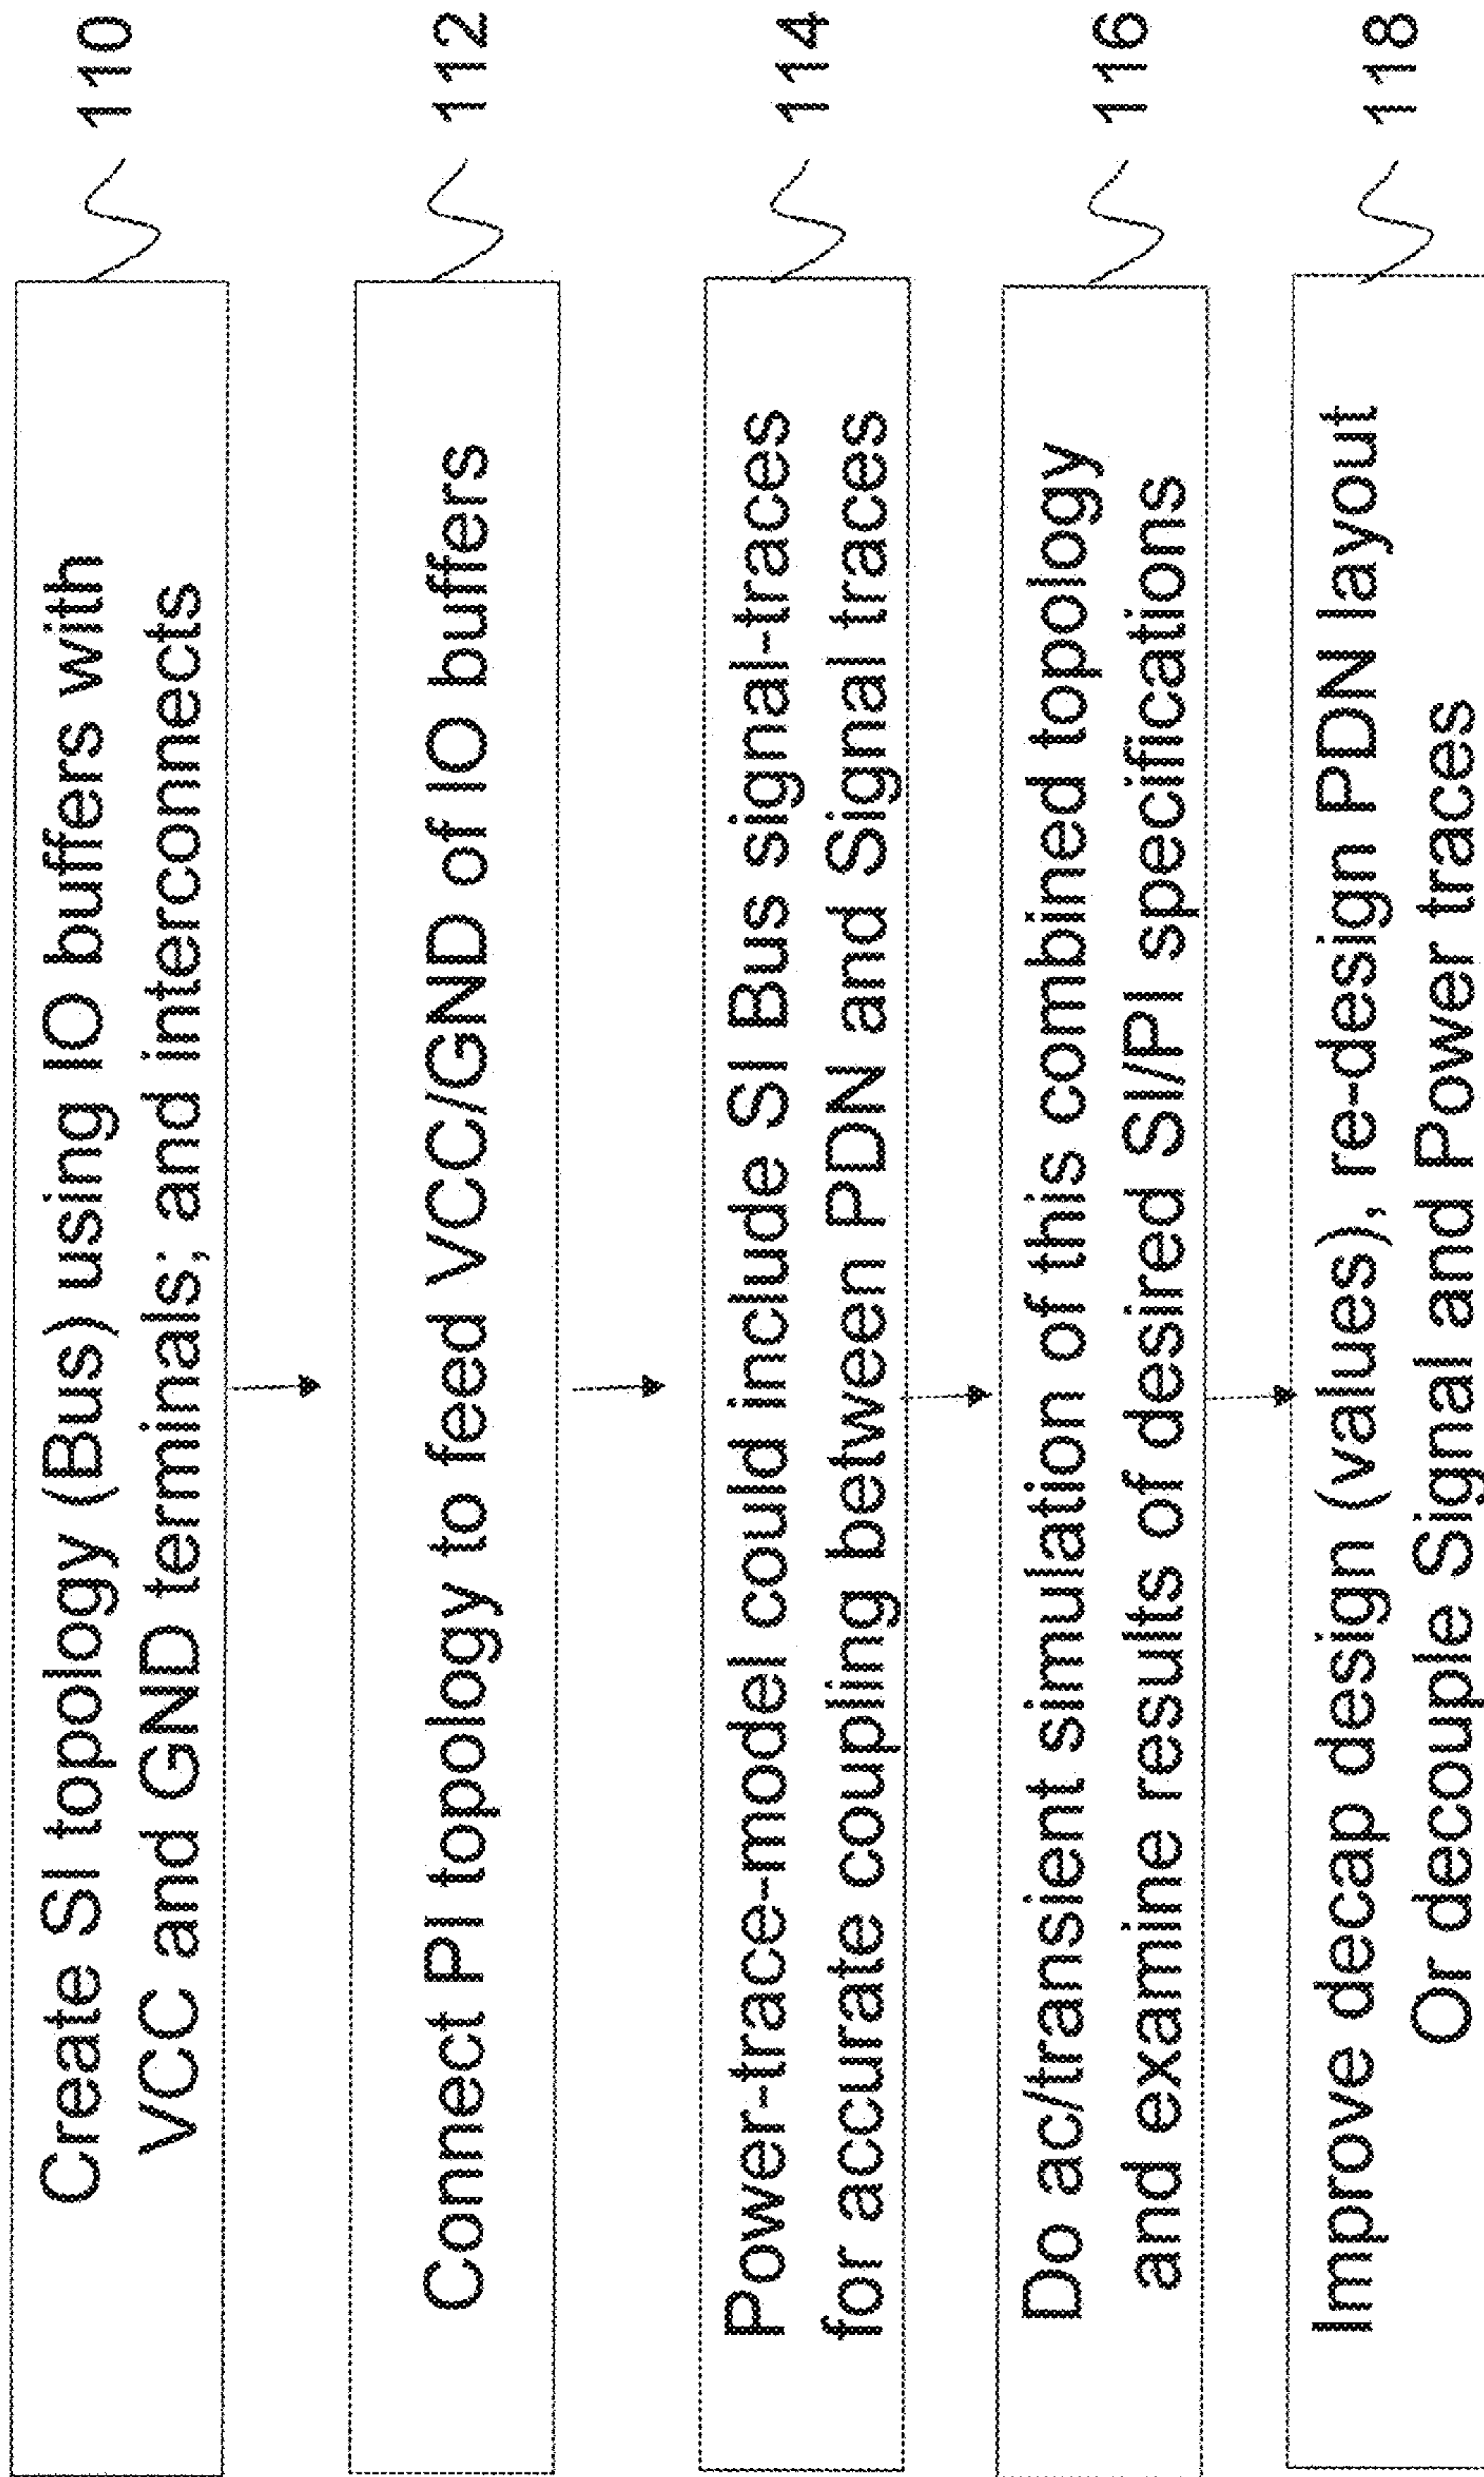 Create SI topology (Bus) using IO buffers with
VCC and GND terminals; and interconnects
110
Connect PI topology to feed VCC/GND of IO buffers
112
Power-trace-model could include SI Bus signal-traces
for accurate coupling between PDN and Signal traces
114
Do ac/transient simulation of this combined topology
and examine results of desired SI/PI specifications
116
Improve decap design (values), re-design PDN layout
Or decouple Signal and Power traces
118